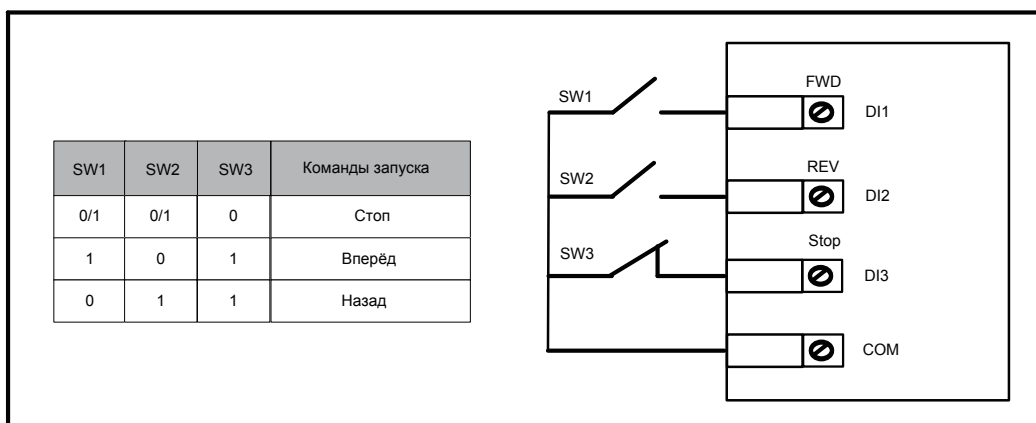 SW1 SW2 SW3 Команды запуска
0/1 0/1 0 Стоп
1 0 1 Вперёд
0 1 1 Назад
SW1
FWD
DI1
SW2
REV
DI2
SW3
Stop
DI3
COM